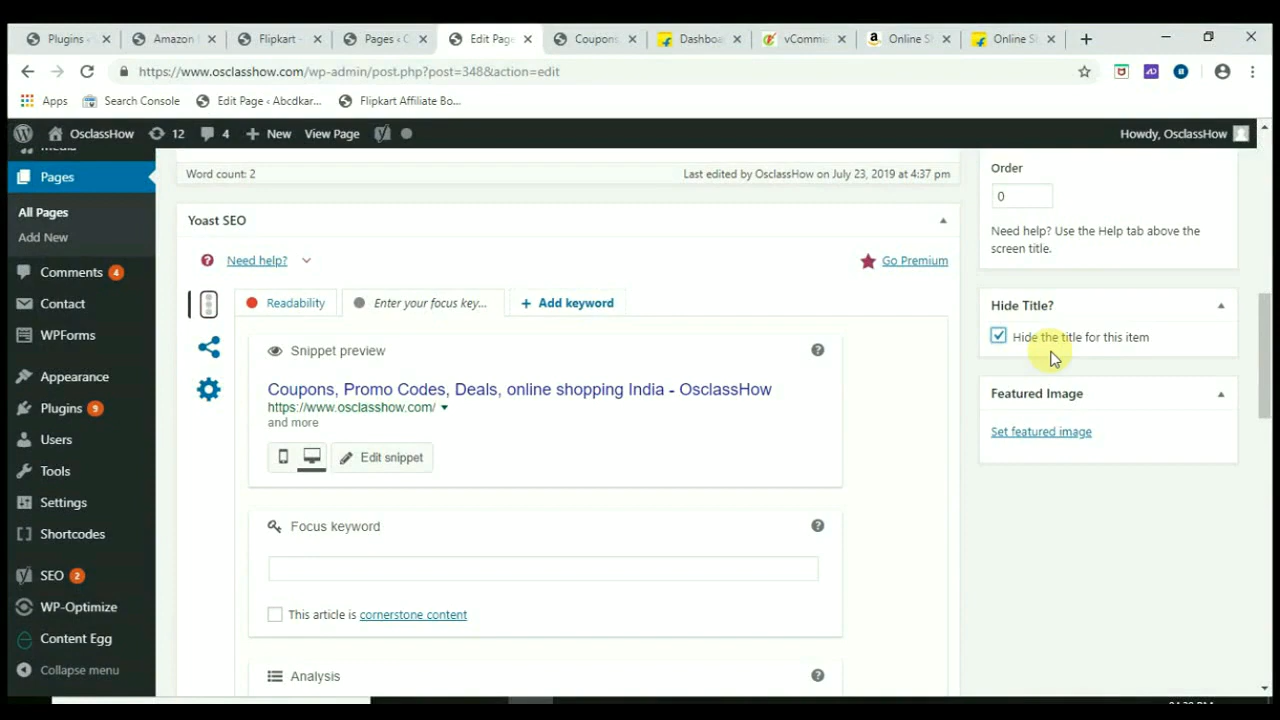 Plugins
Amazon
Flipkart -
Pages ‹ C
Edit Page
Coupons,
Dashbo
vComme
Online Sh
Online Sh
https://www.osclasshow.com/wp-admin/post.php?post=348&action=edit
Apps
Search Console
Edit Page ‹ Abcdkar...
Flipkart Affiliate Bo...
OsclassHow
12
4
New
View Page
Howdy, OsclassHow
Media
Pages
All Pages
Add New
Comments 4
Contact
WPForms
Appearance
Plugins 9
Users
Tools
Settings
Shortcodes
SEO 2
WP-Optimize
Content Egg
Collapse menu
Word count: 2
Last edited by OsclassHow on July 23, 2019 at 4:37 pm
Yoast SEO
Need help?
Go Premium
Readability
Enter your focus key...
+ Add keyword
Snippet preview
Coupons, Promo Codes, Deals, online shopping India - OsclassHow
https://www.osclasshow.com/
and more
Edit snippet
Focus keyword
This article is cornerstone content
Analysis
Order
0
Need help? Use the Help tab above the
screen title.
Hide Title?
Hide the title for this item
Featured Image
Set featured image